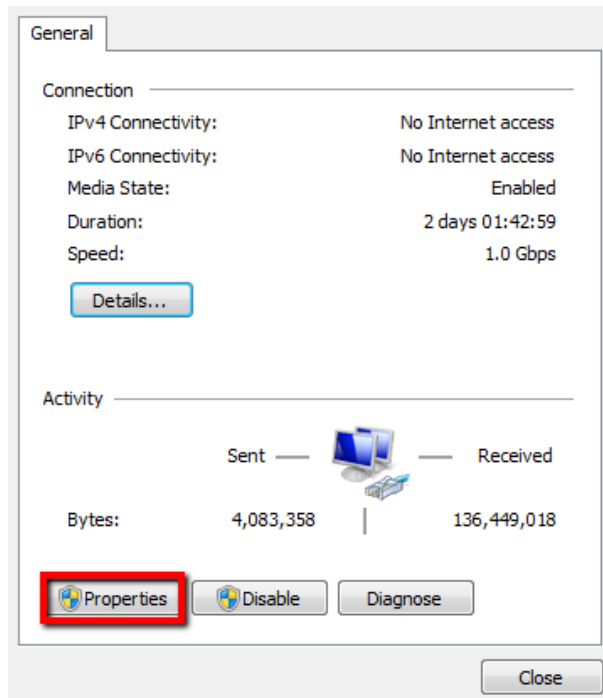 General
Connection
IPv4 Connectivity: No Internet access
IPv6 Connectivity: No Internet access
Media State: Enabled
Duration: 2 days 01:42:59
Speed: 1.0 Gbps
Details...
Activity
Sent Received
Bytes: 4,083,358 136,449,018
Properties Disable Diagnose
Close